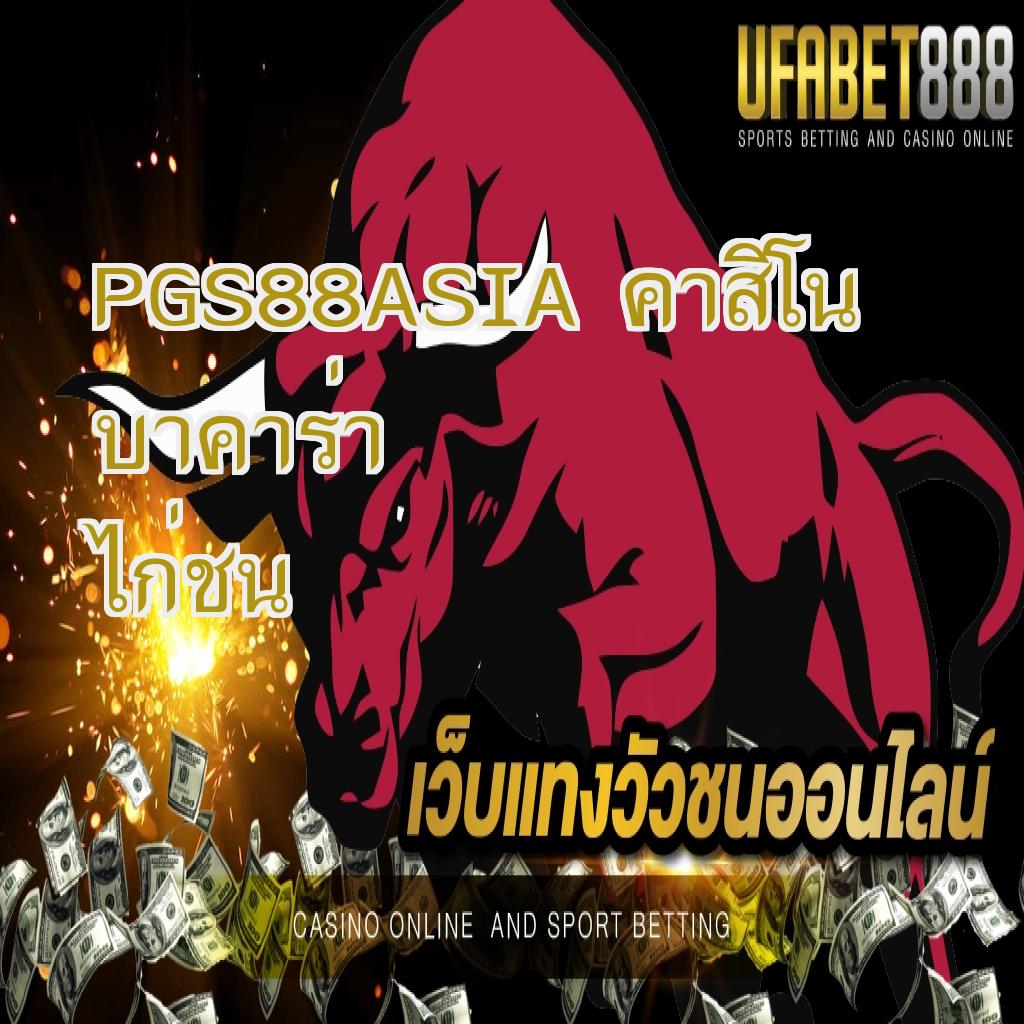 UFABET888
SPORTS BETTING AND CASINO ONLINE
PGS88ASIA คาสิโน
บาคาร่า
ไก่ชน
เว็บแทงวัวชนออนไลน์
CASINO ONLINE AND SPORT BETTING